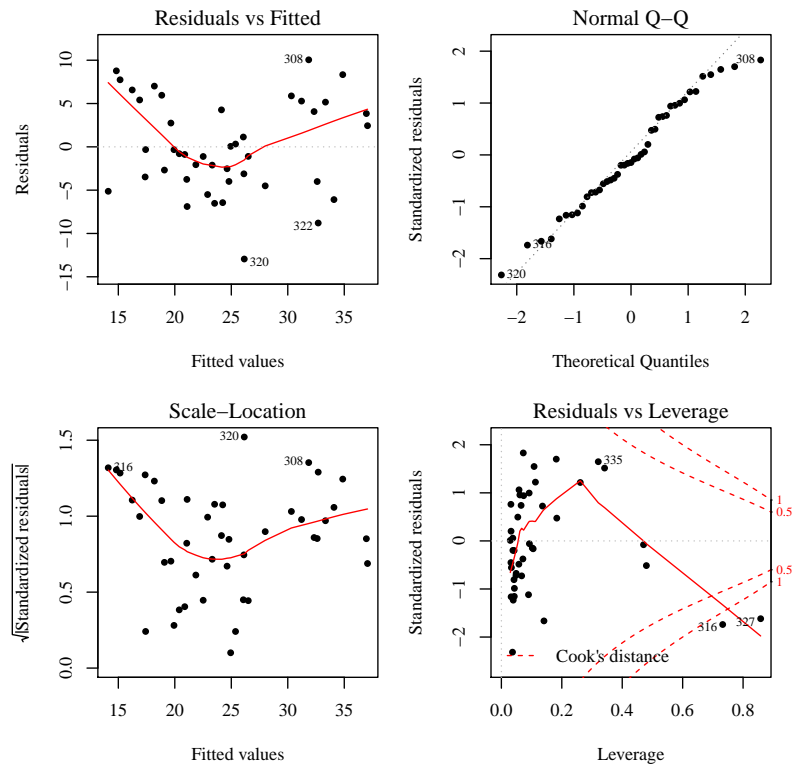 Residuals vs Fitted
Residuals
10
5
0
−5
−10
−15
308
322
320
15 20 25 30 35
Fitted values
Normal Q−Q
Standardized residuals
2
1
0
−1
−2
308
316
320
−2 −1 0 1 2
Theoretical Quantiles
Scale−Location
√|Standardized residuals|
1.5
1.0
0.5
0.0
316
320
308
15 20 25 30 35
Fitted values
Residuals vs Leverage
Standardized residuals
2
1
0
−1
−2
335
316
327
1
0.5
0.5
1
Cook's distance
0.0 0.2 0.4 0.6 0.8
Leverage